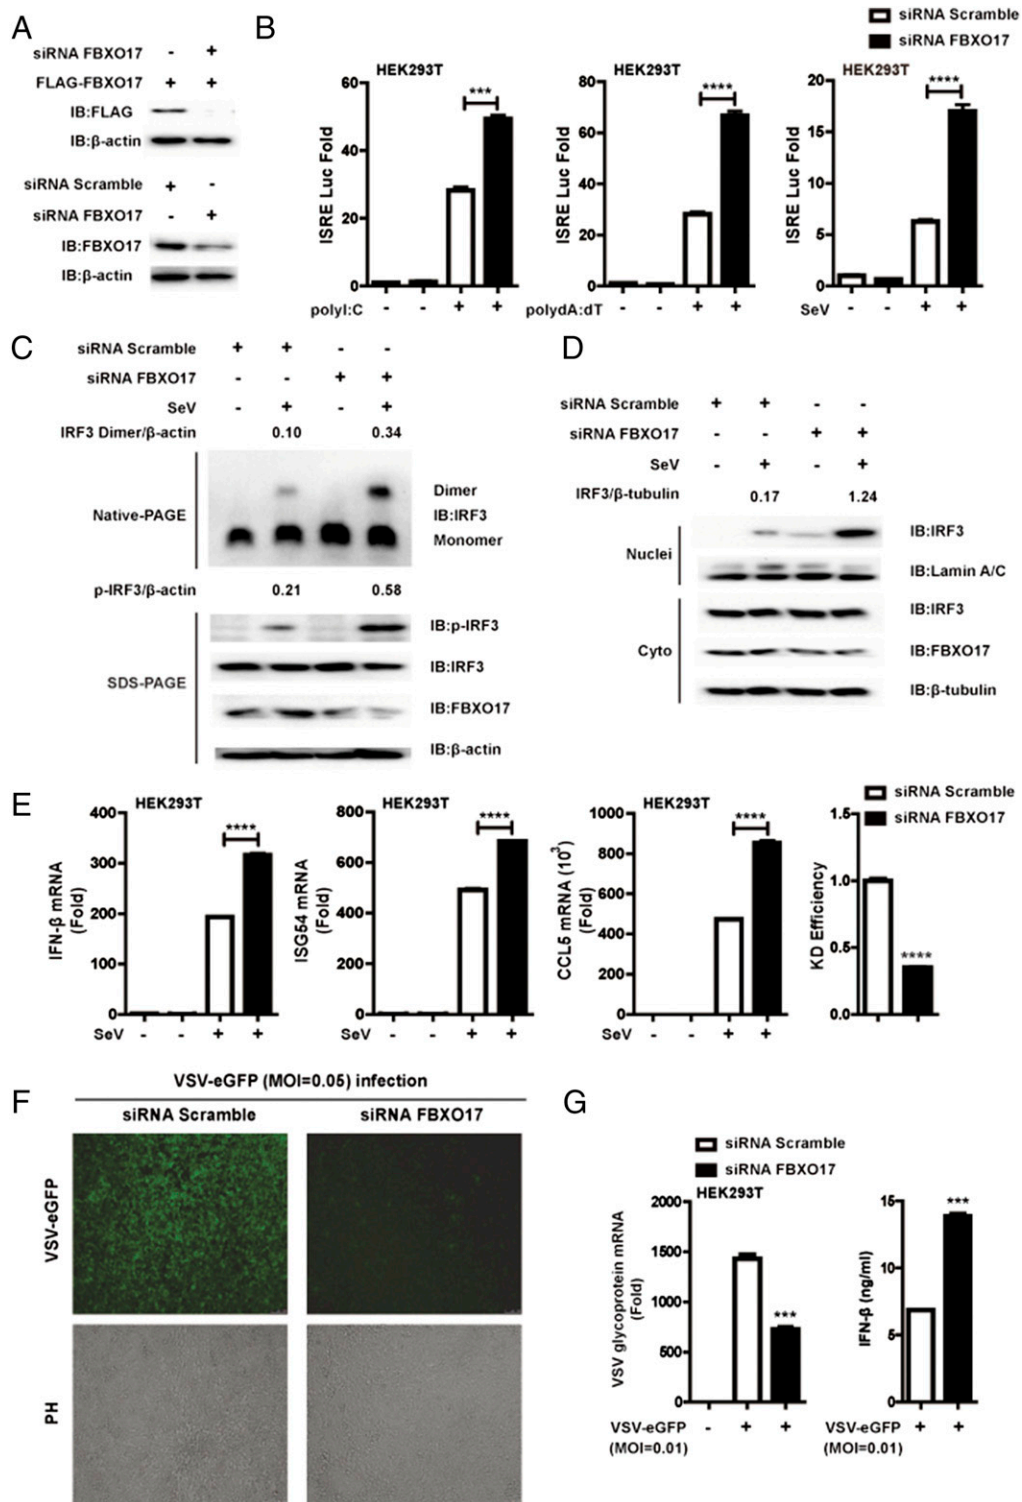 A
siRNA FBXO17 - +
FLAG-FBXO17 + +
IB:FLAG
IB:β-actin
siRNA Scramble + -
siRNA FBXO17 - +
IB:FBXO17
IB:β-actin
B
siRNA Scramble
siRNA FBXO17
HEK293T
ISRE Luc Fold
60
40
20
0
***
polyI:C - - + +
HEK293T
ISRE Luc Fold
80
60
40
20
0
****
polydA:dT - - + +
HEK293T
ISRE Luc Fold
20
15
10
5
0
****
SeV - - + +
C
siRNA Scramble + + - -
siRNA FBXO17 - - + +
SeV - + - +
IRF3 Dimer/β-actin 0.10 0.34
Native-PAGE
Dimer
IB:IRF3
Monomer
p-IRF3/β-actin 0.21 0.58
SDS-PAGE
IB:p-IRF3
IB:IRF3
IB:FBXO17
IB:β-actin
D
siRNA Scramble + + - -
siRNA FBXO17 - - + +
SeV - + - +
IRF3/β-tubulin 0.17 1.24
Nuclei
IB:IRF3
IB:Lamin A/C
Cyto
IB:IRF3
IB:FBXO17
IB:β-tubulin
E
HEK293T
IFN-β mRNA
(Fold)
400
300
200
100
0
****
SeV - - + +
HEK293T
ISG54 mRNA
(Fold)
800
600
400
200
0
****
SeV - - + +
HEK293T
CCL5 mRNA (10³)
(Fold)
1000
800
600
400
200
0
****
SeV - - + +
siRNA Scramble
siRNA FBXO17
KD Efficiency
1.5
1.0
0.5
0.0
****
F
VSV-eGFP (MOI=0.05) infection
siRNA Scramble siRNA FBXO17
VSV-eGFP
PH
G
siRNA Scramble
siRNA FBXO17
HEK293T
VSV glycoprotein mRNA
(Fold)
2000
1500
1000
500
0
***
VSV-eGFP - + +
(MOI=0.01)
IFN-β (ng/ml)
15
10
5
0
***
VSV-eGFP + +
(MOI=0.01)